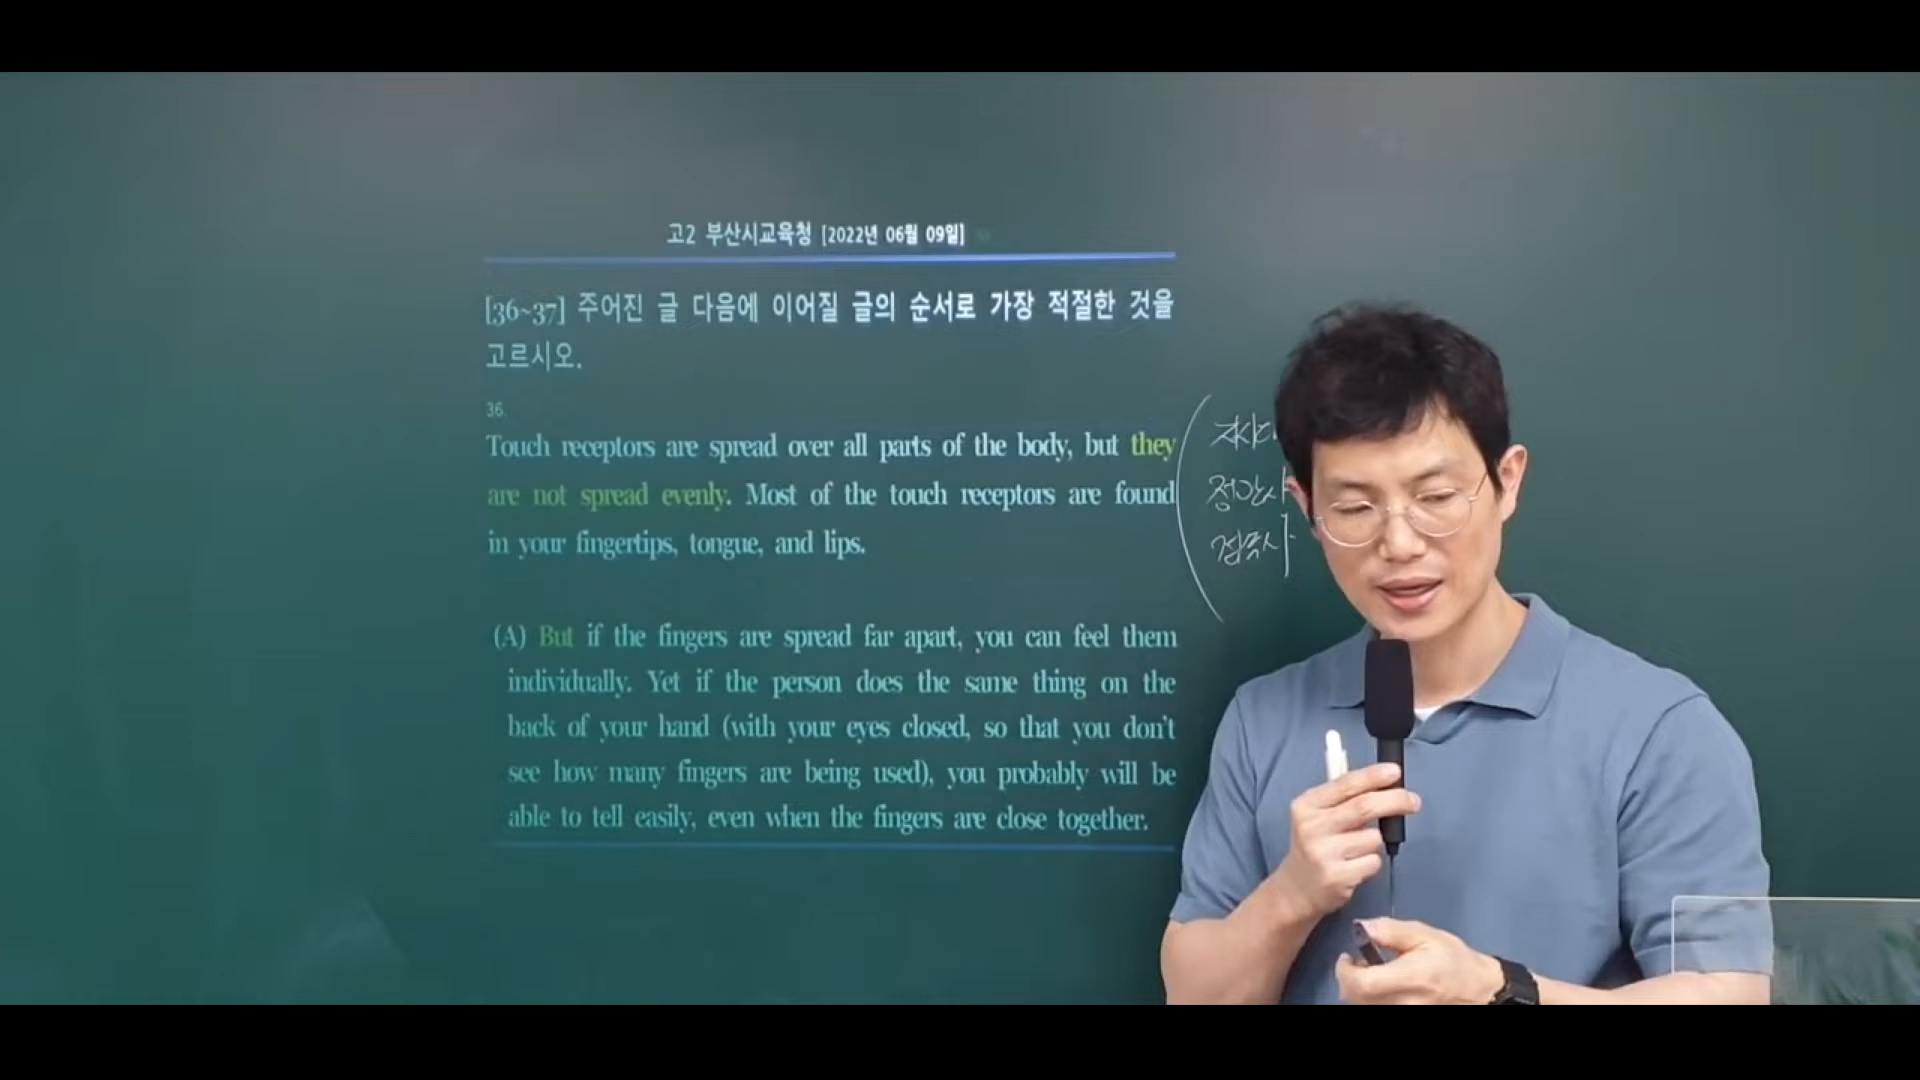 고2 부산시교육청 [2022년 06월 09일]
[36~37] 주어진 글 다음에 이어질 글의 순서로 가장 적절한 것을
고르시오.
36.
Touch receptors are spread over all parts of the body, but they
are not spread evenly. Most of the touch receptors are found
in your fingertips, tongue, and lips.
(A) But if the fingers are spread far apart, you can feel them
individually. Yet if the person does the same thing on the
back of your hand (with your eyes closed, so that you don't
see how many fingers are being used), you probably will be
able to tell easily, even when the fingers are close together.